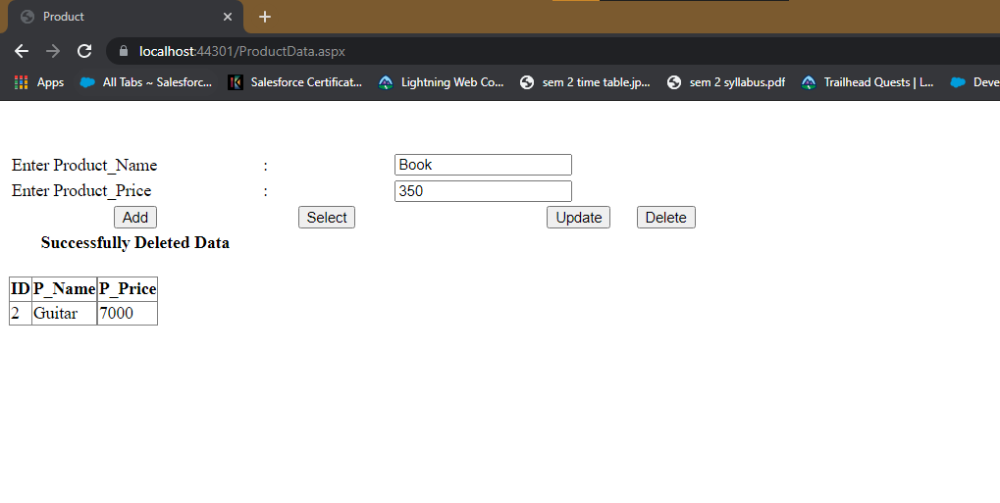 Product
localhost:44301/ProductData.aspx
Apps All Tabs ~ Salesforc... Salesforce Certificat... Lightning Web Co... sem 2 time table.jp... sem 2 syllabus.pdf Trailhead Quests | L... Deve
Enter Product_Name : Book
Enter Product_Price : 350
Add Select Update Delete
Successfully Deleted Data
ID P_Name P_Price
2 Guitar 7000